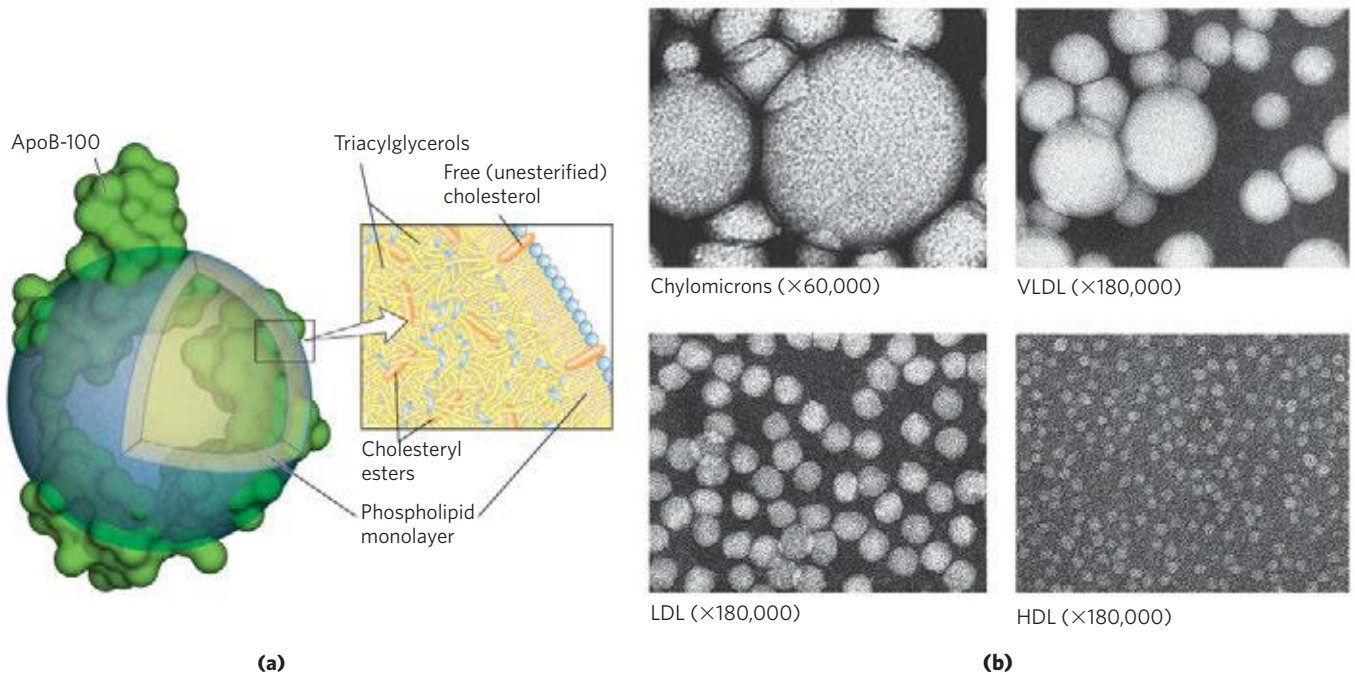 ApoB-100
Triacylglycerols
Free (unesterified)
cholesterol
Cholesteryl
esters
Phospholipid
monolayer
(a)
Chylomicrons (×60,000)
VLDL (×180,000)
LDL (×180,000)
HDL (×180,000)
(b)